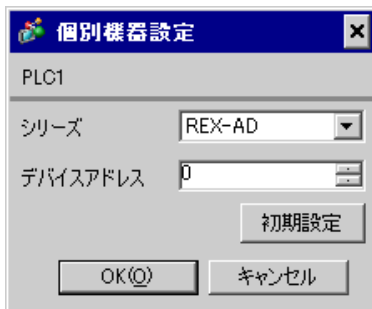 個別機器設定
PLC1
シリーズ REX-AD
デバイスアドレス 0
初期設定
OK(O) キャンセル